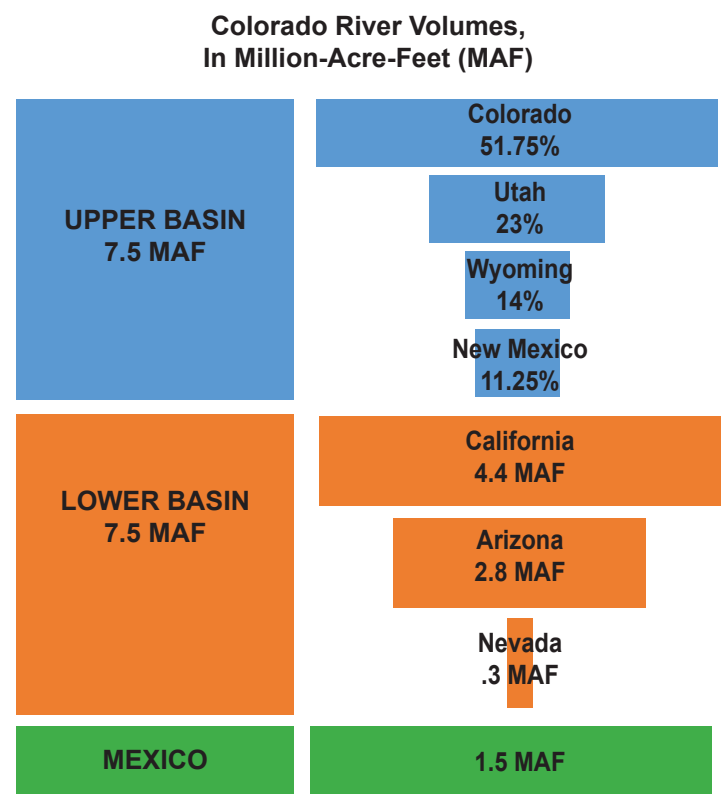 Colorado River Volumes,
In Million-Acre-Feet (MAF)
UPPER BASIN
7.5 MAF
Colorado
51.75%
Utah
23%
Wyoming
14%
New Mexico
11.25%
LOWER BASIN
7.5 MAF
California
4.4 MAF
Arizona
2.8 MAF
Nevada
.3 MAF
MEXICO
1.5 MAF